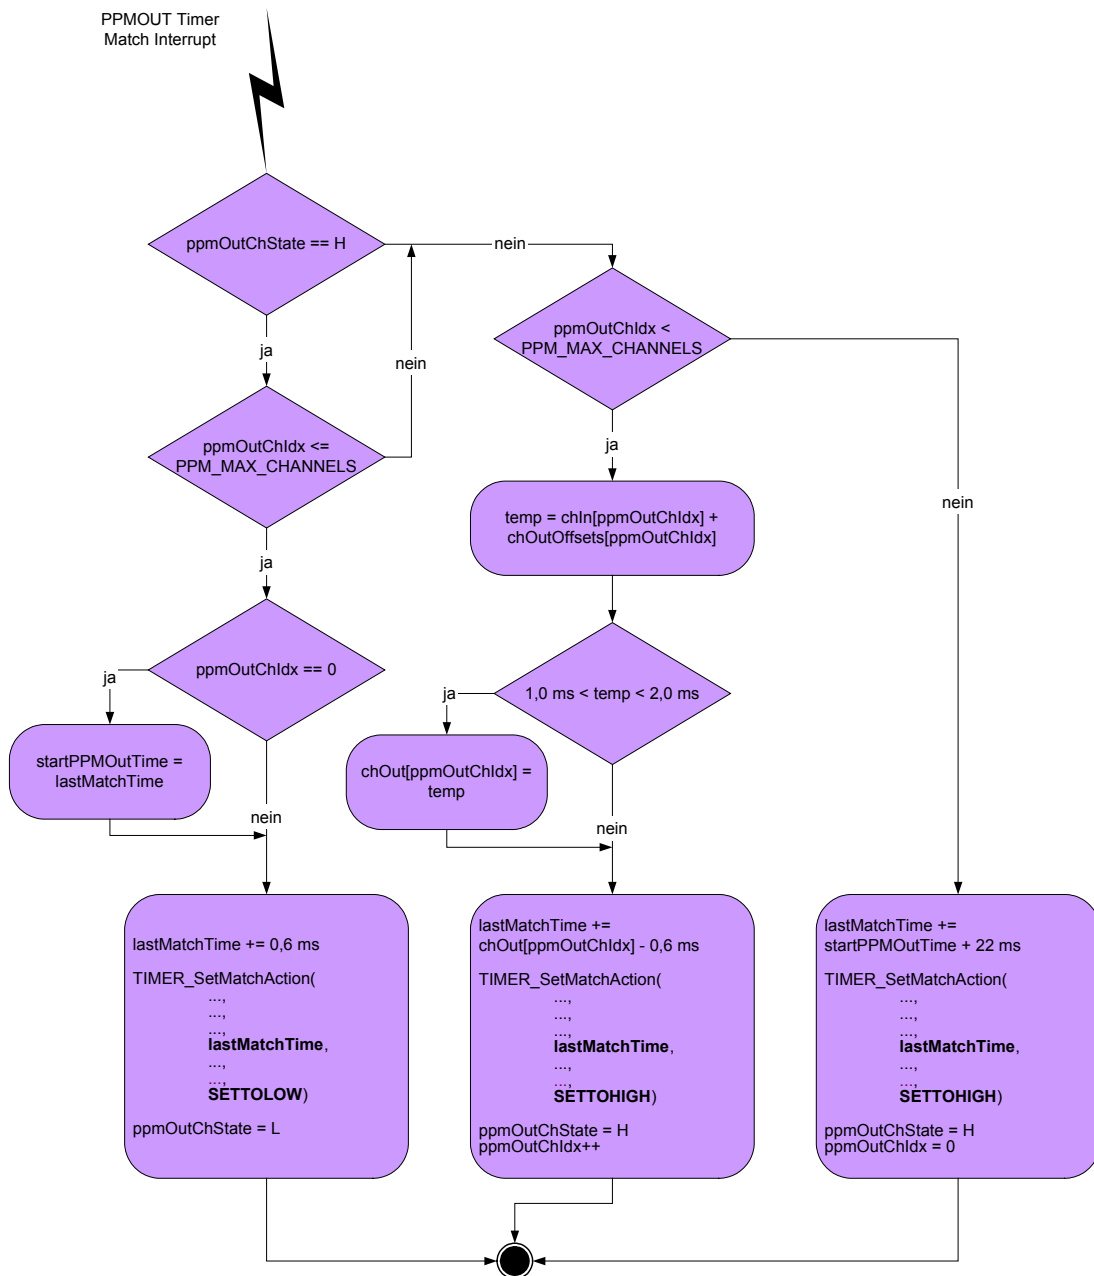 PPMOUT Timer
Match Interrupt
ppmOutChState == H
nein
ja
ppmOutChIdx <
PPM_MAX_CHANNELS
nein
ppmOutChIdx <=
PPM_MAX_CHANNELS
ja
nein
temp = chIn[ppmOutChIdx] +
chOutOffsets[ppmOutChIdx]
ja
ppmOutChIdx == 0
ja
1,0 ms < temp < 2,0 ms
ja
startPPMOutTime =
lastMatchTime
chOut[ppmOutChIdx] =
temp
nein
nein
lastMatchTime += 0,6 ms
TIMER_SetMatchAction(
...,
...,
...,
lastMatchTime,
...,
...,
SETTOLOW)
ppmOutChState = L
lastMatchTime +=
chOut[ppmOutChIdx] - 0,6 ms
TIMER_SetMatchAction(
...,
...,
...,
lastMatchTime,
...,
...,
SETTOHIGH)
ppmOutChState = H
ppmOutChIdx++
lastMatchTime +=
startPPMOutTime + 22 ms
TIMER_SetMatchAction(
...,
...,
...,
lastMatchTime,
...,
...,
SETTOHIGH)
ppmOutChState = H
ppmOutChIdx = 0